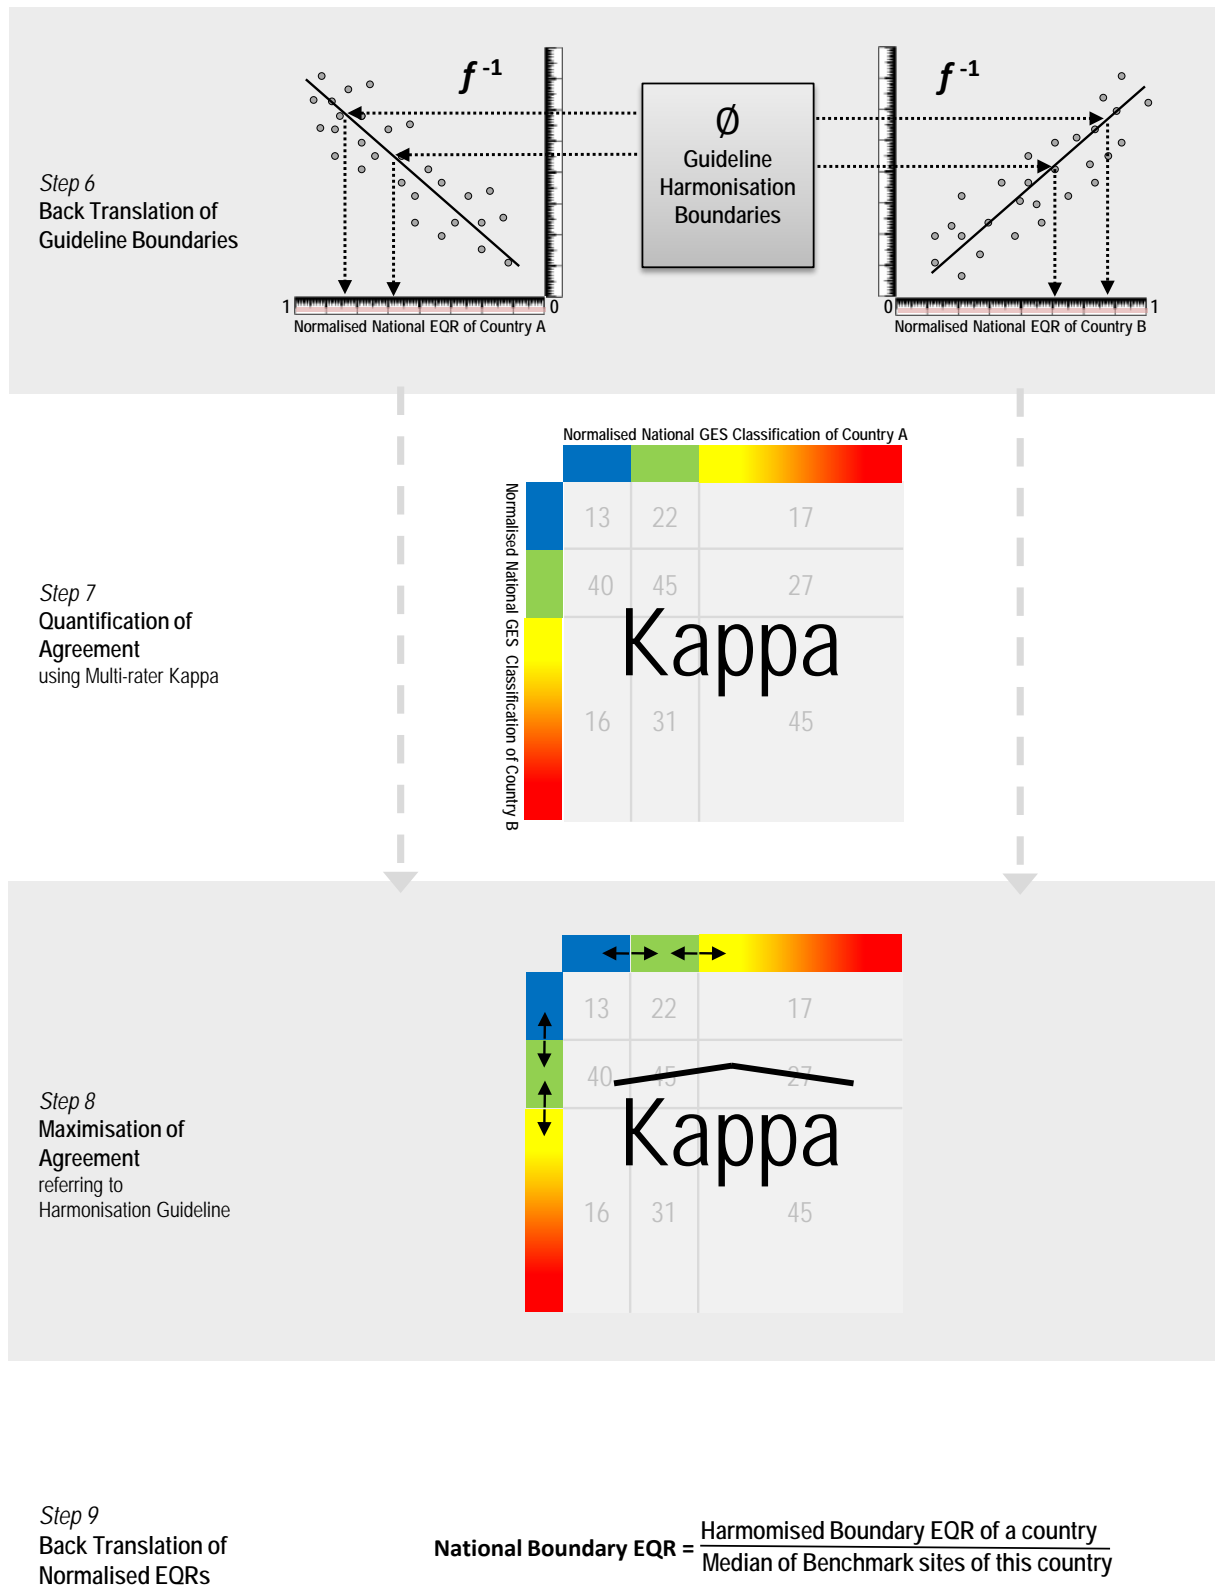 Step 6
Back Translation of
Guideline Boundaries
f -1
1
0
Normalised National EQR of Country A
Ø
Guideline
Harmonisation
Boundaries
f -1
0
1
Normalised National EQR of Country B
Step 7
Quantification of
Agreement
using Multi-rater Kappa
Normalised National GES Classification of Country A
Normalised National GES Classification of Country B
13 22 17
40 45 27
Kappa
16 31 45
Step 8
Maximisation of
Agreement
referring to
Harmonisation Guideline
13 22 17
40 45 27
Kappa
16 31 45
Step 9
Back Translation of
Normalised EQRs
National Boundary EQR = Harmomised Boundary EQR of a country
Median of Benchmark sites of this country